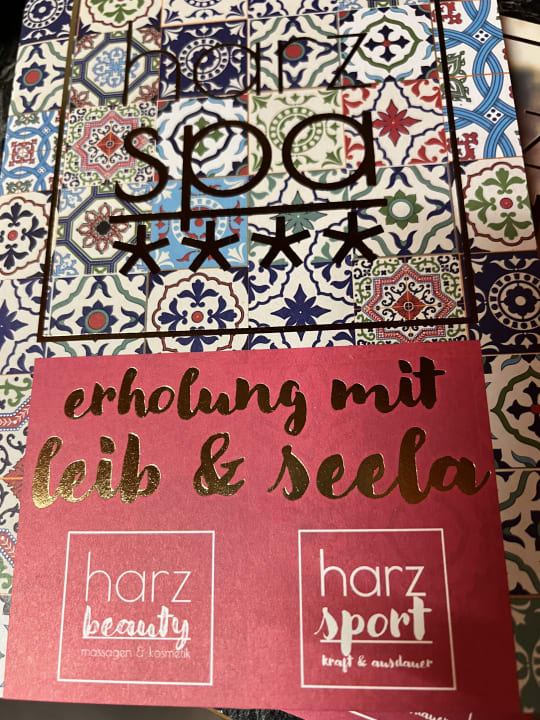 harz
spa
****
erholung mit
leib & seela
harz
beauty
massagen & kosmetik
harz
sport
kraft & ausdauer